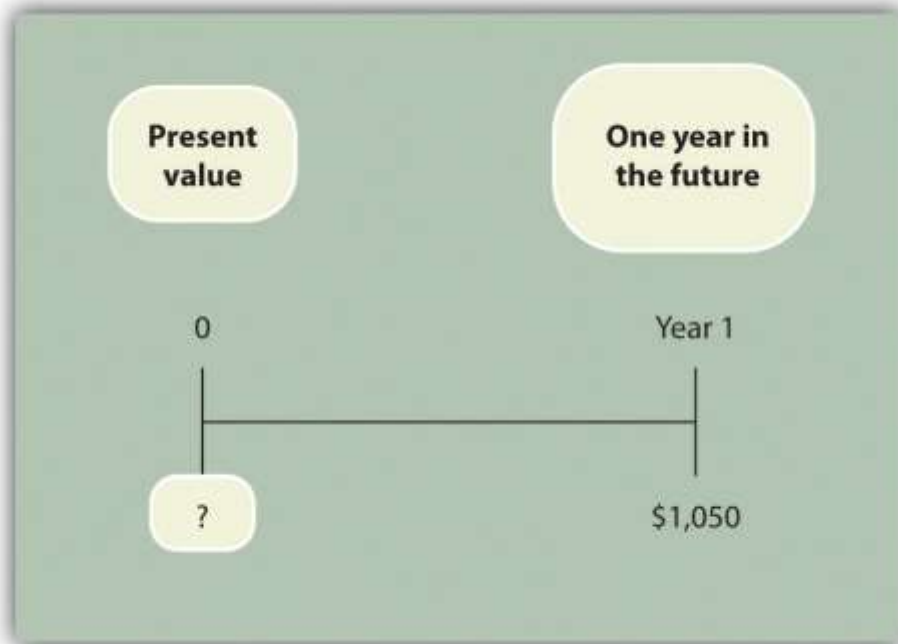 Present
value
One year in
the future
0
Year 1
?
$1,050